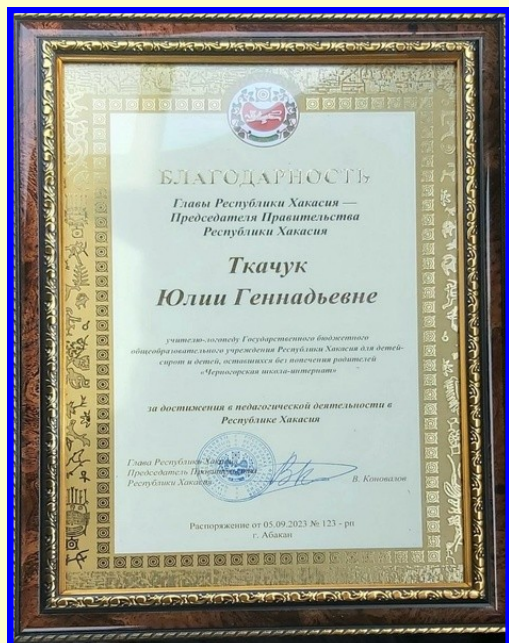 БЛАГОДАРНОСТЬ
Главы Республики Хакасия —
Председателя Правительства
Республики Хакасия
Ткачук
Юлии Геннадьевне
учителю-логопеду Государственного бюджетного
общеобразовательного учреждения Республики Хакасия для детей-
сирот и детей, оставшихся без попечения родителей
«Черногорская школа-интернат»
за достижения в педагогической деятельности в
Республике Хакасия
Глава Республики Хакасия
Председатель Правительства
Республики Хакасия
В. Коновалов
Распоряжение от 05.09.2023 № 123 - рп
г. Абакан